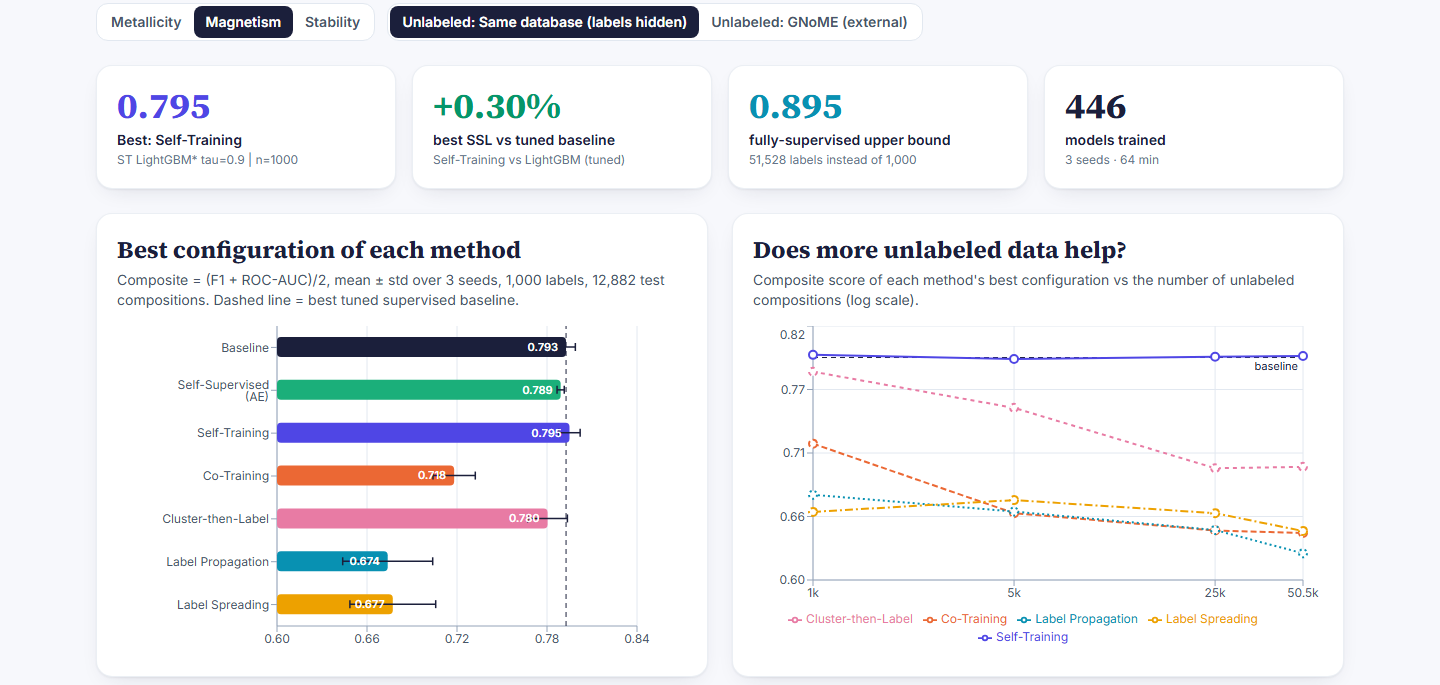 Metallicity Magnetism Stability Unlabeled: Same database (labels hidden) Unlabeled: GNoME (external)
0.795
Best: Self-Training
ST LightGBM* tau=0.9 | n=1000
+0.30%
best SSL vs tuned baseline
Self-Training vs LightGBM (tuned)
0.895
fully-supervised upper bound
51,528 labels instead of 1,000
446
models trained
3 seeds · 64 min
Best configuration of each method
Composite = (F1 + ROC-AUC)/2, mean ± std over 3 seeds, 1,000 labels, 12,882 test
compositions. Dashed line = best tuned supervised baseline.
Baseline 0.793
Self-Supervised
(AE) 0.789
Self-Training 0.795
Co-Training 0.718
Cluster-then-Label 0.780
Label Propagation 0.674
Label Spreading 0.677
0.60 0.66 0.72 0.78 0.84
Does more unlabeled data help?
Composite score of each method's best configuration vs the number of unlabeled
compositions (log scale).
0.82
baseline
0.77
0.71
0.66
0.60
1k 5k 25k 50.5k
Cluster-then-Label Co-Training Label Propagation Label Spreading
Self-Training